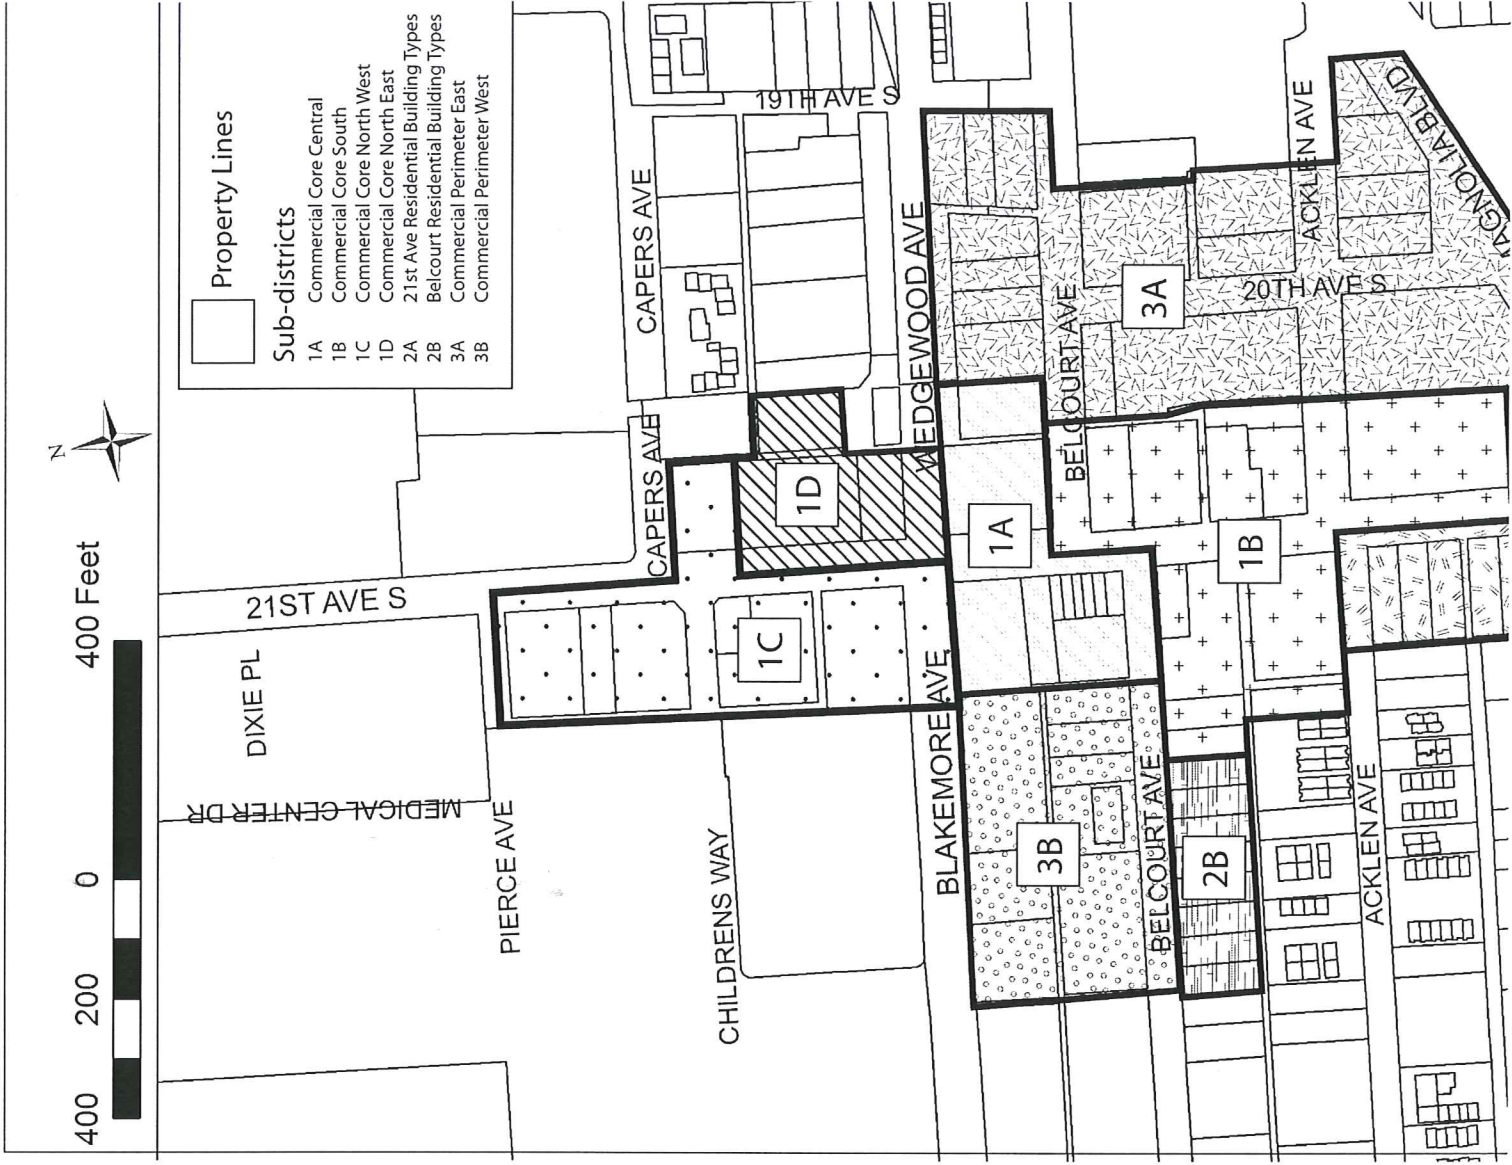 Property Lines
Sub-districts
1A Commercial Core Central
1B Commercial Core South
1C Commercial Core North West
1D Commercial Core North East
2A 21st Ave Residential Building Types
2B Belcourt Residential Building Types
3A Commercial Perimeter East
3B Commercial Perimeter West
N
400 200 0 400 Feet
DIXIE PL
21ST AVE S
MEDICAL CENTER DR
PIERCE AVE
CHILDRENS WAY
CAPERS AVE
CAPERS AVE
19TH AVE S
1D
1C
WEDGEWOOD AVE
BLAKEMORE AVE
1A
3B
BELCOURT AVE
BELCOURT AVE
3A
1B
2B
20TH AVE S
ACKLEN AVE
ACKLEN AVE
MAGNOLIA BLVD